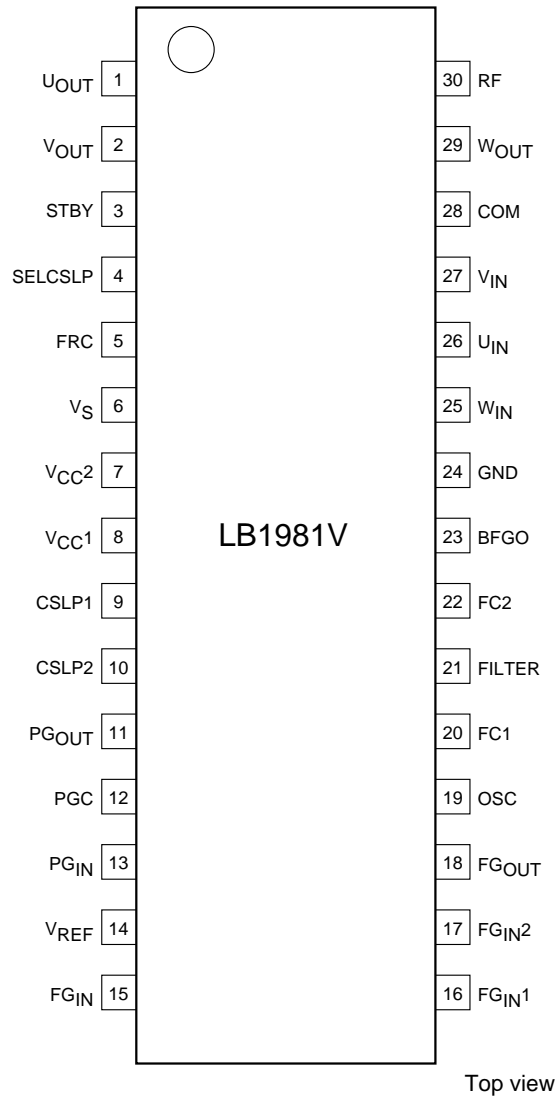 UOUT 1 30 RF
VOUT 2 29 WOUT
STBY 3 28 COM
SELCSLP 4 27 VIN
FRC 5 26 UIN
VS 6 25 WIN
VCC2 7 24 GND
VCC1 8 LB1981V 23 BFGO
CSLP1 9 22 FC2
CSLP2 10 21 FILTER
PGOUT 11 20 FC1
PGC 12 19 OSC
PGIN 13 18 FGOUT
VREF 14 17 FGIN2
FGIN 15 16 FGIN1
Top view